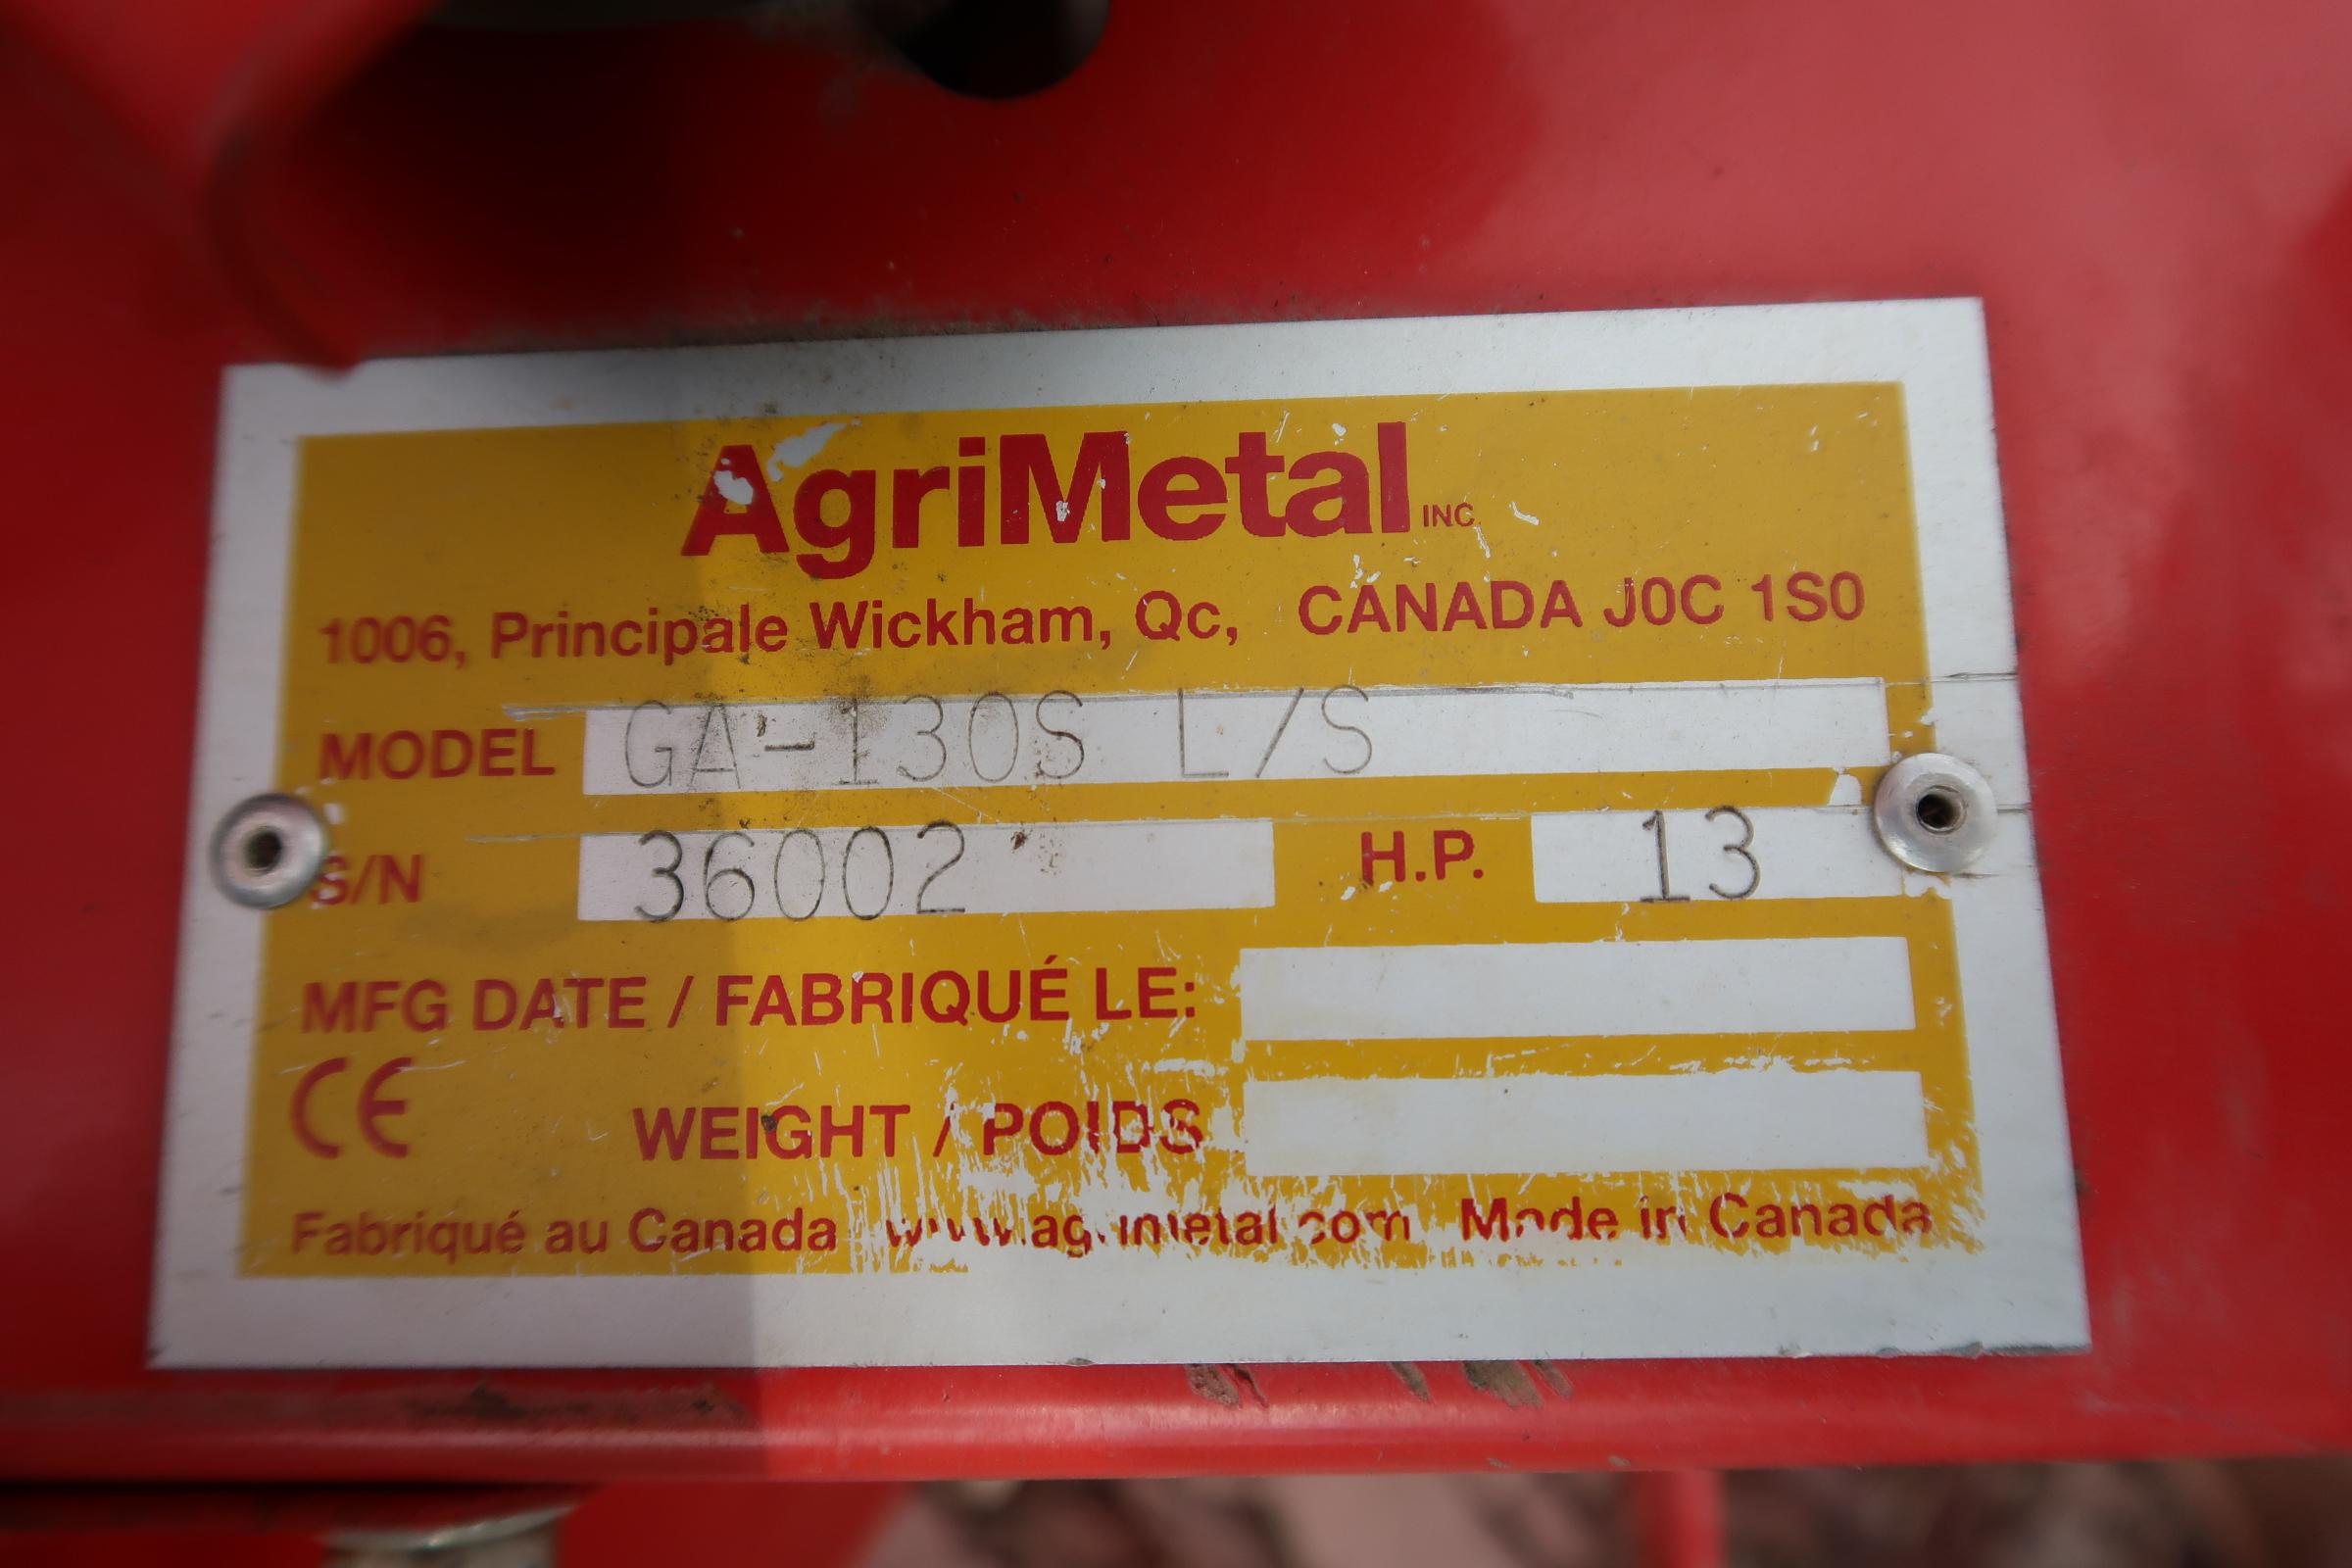 AgriMetal INC.
1006, Principale Wickham, Qc, CANADA J0C 1S0
MODEL GA-130S L/S
S/N 36002 H.P. 13
MFG DATE / FABRIQUÉ LE:
CE
WEIGHT / POIDS
Fabriqué au Canada www.agrimetal.com Made in Canada